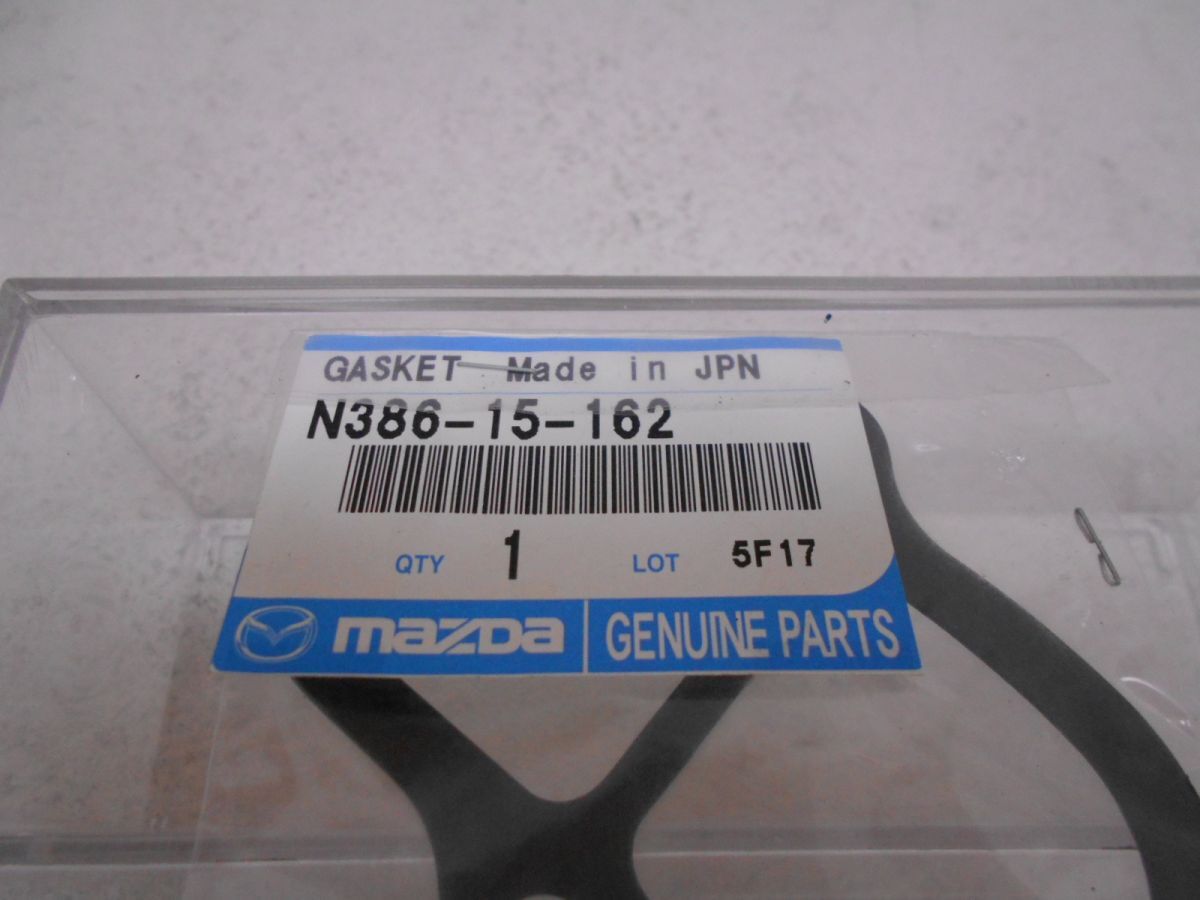 GASKET Made in JPN
N386-15-162
QTY 1 LOT 5F17
mazda GENUINE PARTS